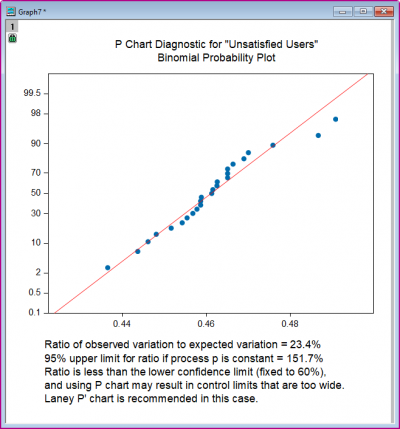 Graph7 *
1
P Chart Diagnostic for "Unsatisfied Users"
Binomial Probability Plot
99.5
98
90
70
50
30
10
2
0.5
0.1
0.44 0.46 0.48
Ratio of observed variation to expected variation = 23.4%
95% upper limit for ratio if process p is constant = 151.7%
Ratio is less than the lower confidence limit (fixed to 60%),
and using P chart may result in control limits that are too wide.
Laney P' chart is recommended in this case.